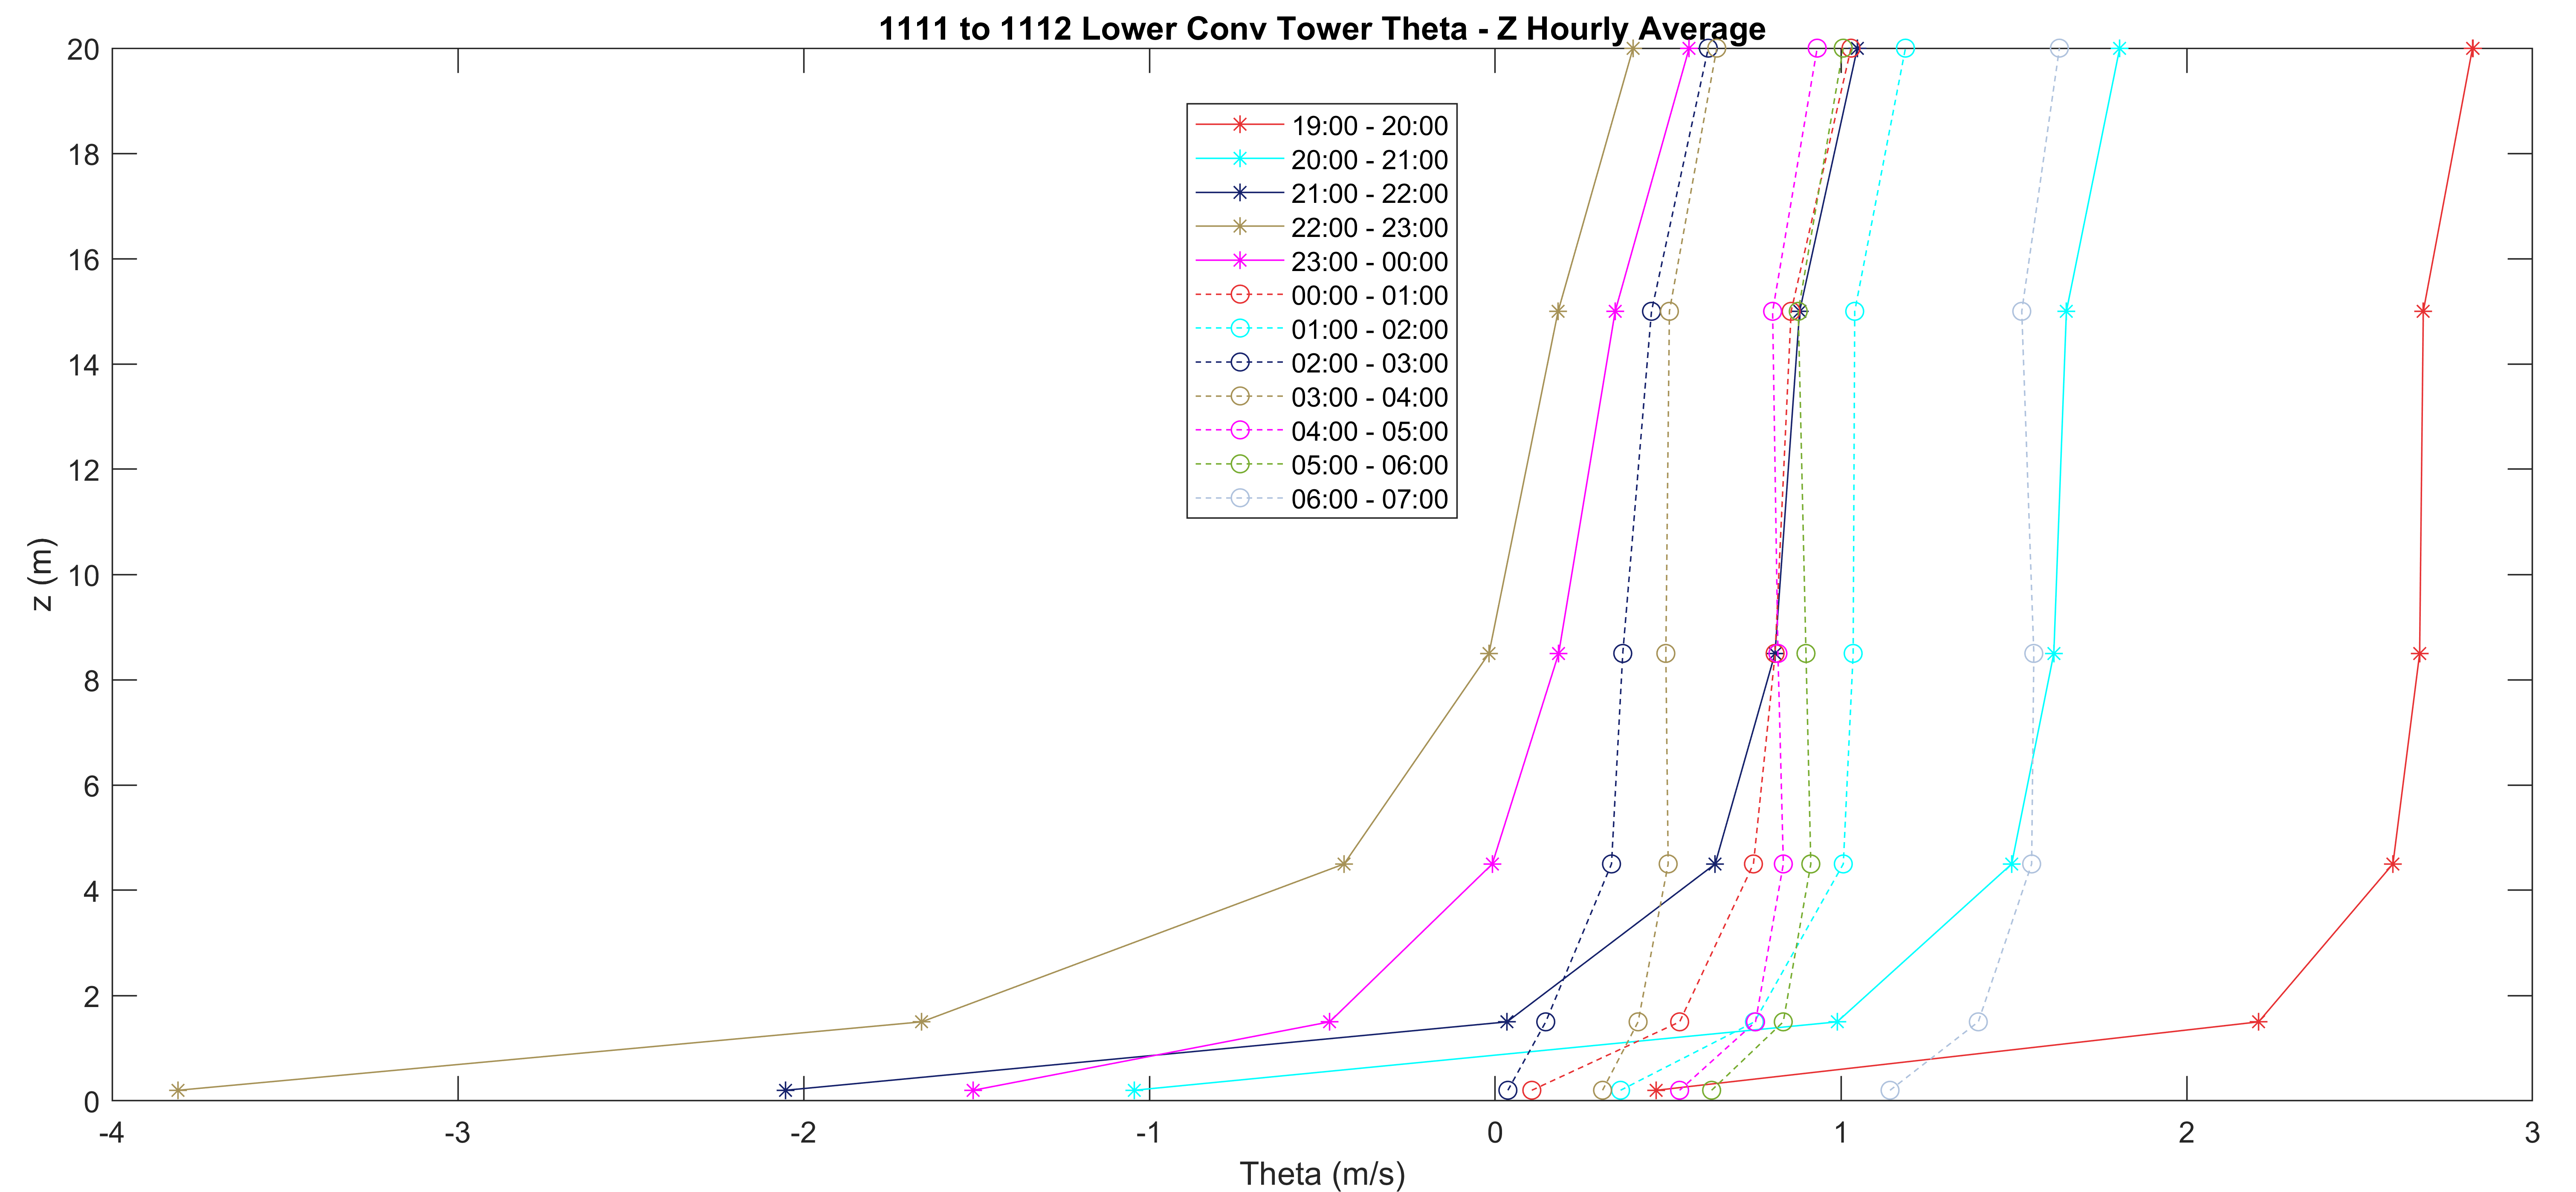 1111 to 1112 Lower Conv Tower Theta - Z Hourly Average
20
18
16
14
12
10
8
6
4
2
0
z (m)
19:00 - 20:00
20:00 - 21:00
21:00 - 22:00
22:00 - 23:00
23:00 - 00:00
00:00 - 01:00
01:00 - 02:00
02:00 - 03:00
03:00 - 04:00
04:00 - 05:00
05:00 - 06:00
06:00 - 07:00
-4 -3 -2 -1 0 1 2 3
Theta (m/s)